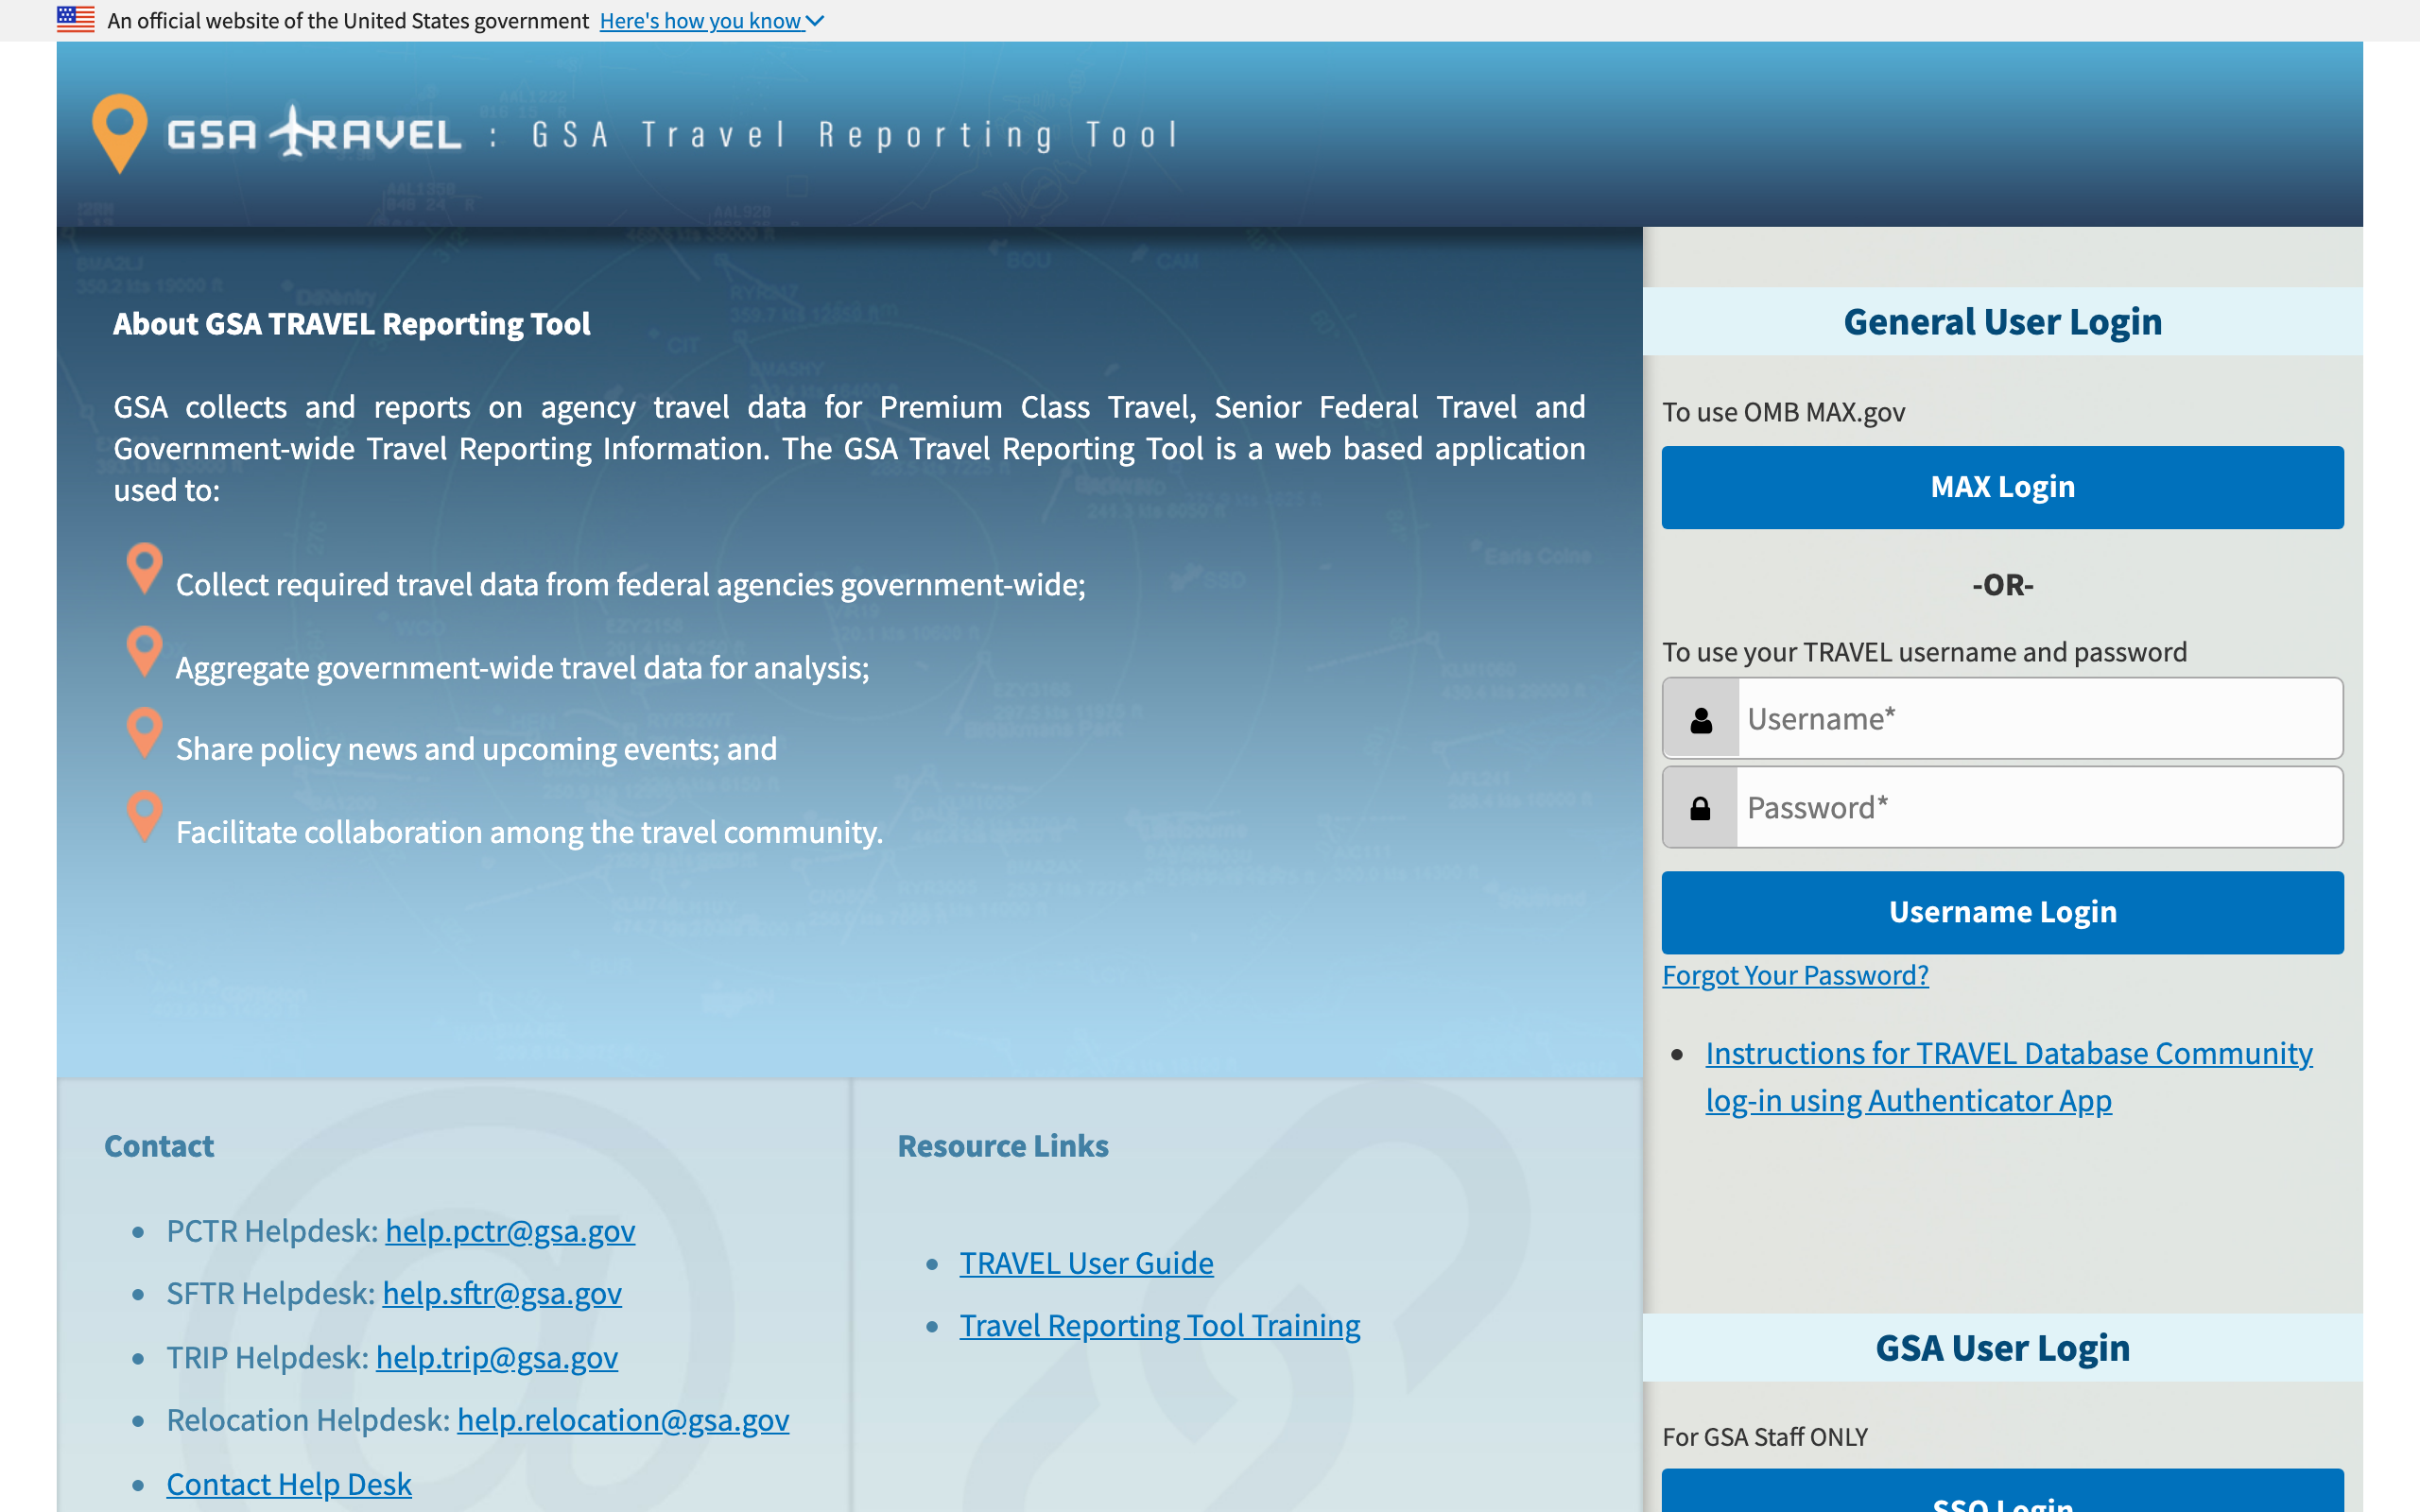 An official website of the United States government Here's how you know
GSA TRAVEL : GSA Travel Reporting Tool
About GSA TRAVEL Reporting Tool
GSA collects and reports on agency travel data for Premium Class Travel, Senior Federal Travel and
Government-wide Travel Reporting Information. The GSA Travel Reporting Tool is a web based application
used to:
Collect required travel data from federal agencies government-wide;
Aggregate government-wide travel data for analysis;
Share policy news and upcoming events; and
Facilitate collaboration among the travel community.
Contact
• PCTR Helpdesk: help.pctr@gsa.gov
• SFTR Helpdesk: help.sftr@gsa.gov
• TRIP Helpdesk: help.trip@gsa.gov
• Relocation Helpdesk: help.relocation@gsa.gov
• Contact Help Desk
Resource Links
• TRAVEL User Guide
• Travel Reporting Tool Training
General User Login
To use OMB MAX.gov
MAX Login
-OR-
To use your TRAVEL username and password
Username*
Password*
Username Login
Forgot Your Password?
• Instructions for TRAVEL Database Community
log-in using Authenticator App
GSA User Login
For GSA Staff ONLY
SSO Login